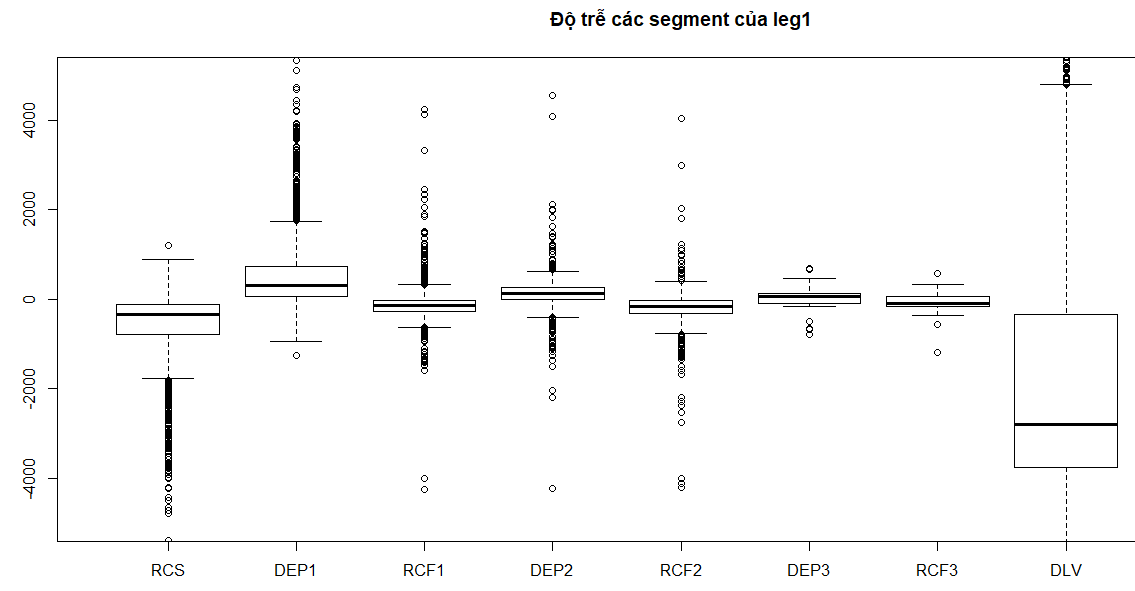 Độ trễ các segment của leg1
4000
2000
0
-2000
-4000
RCS DEP1 RCF1 DEP2 RCF2 DEP3 RCF3 DLV